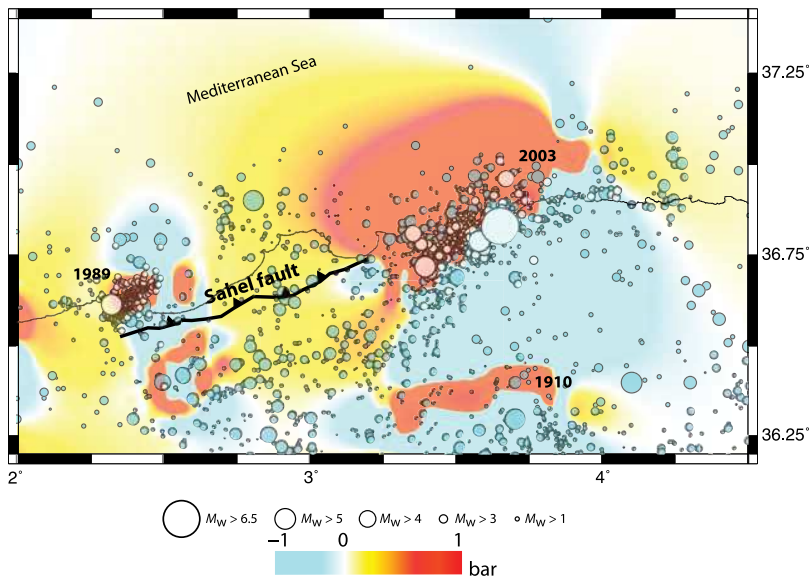 Mediterranean Sea
37.25°
2003
36.75°
1989
Sahel fault
1910
36.25°
2° 3° 4°
Mw > 6.5 Mw > 5 Mw > 4 Mw > 3 Mw > 1
−1 0 1
bar